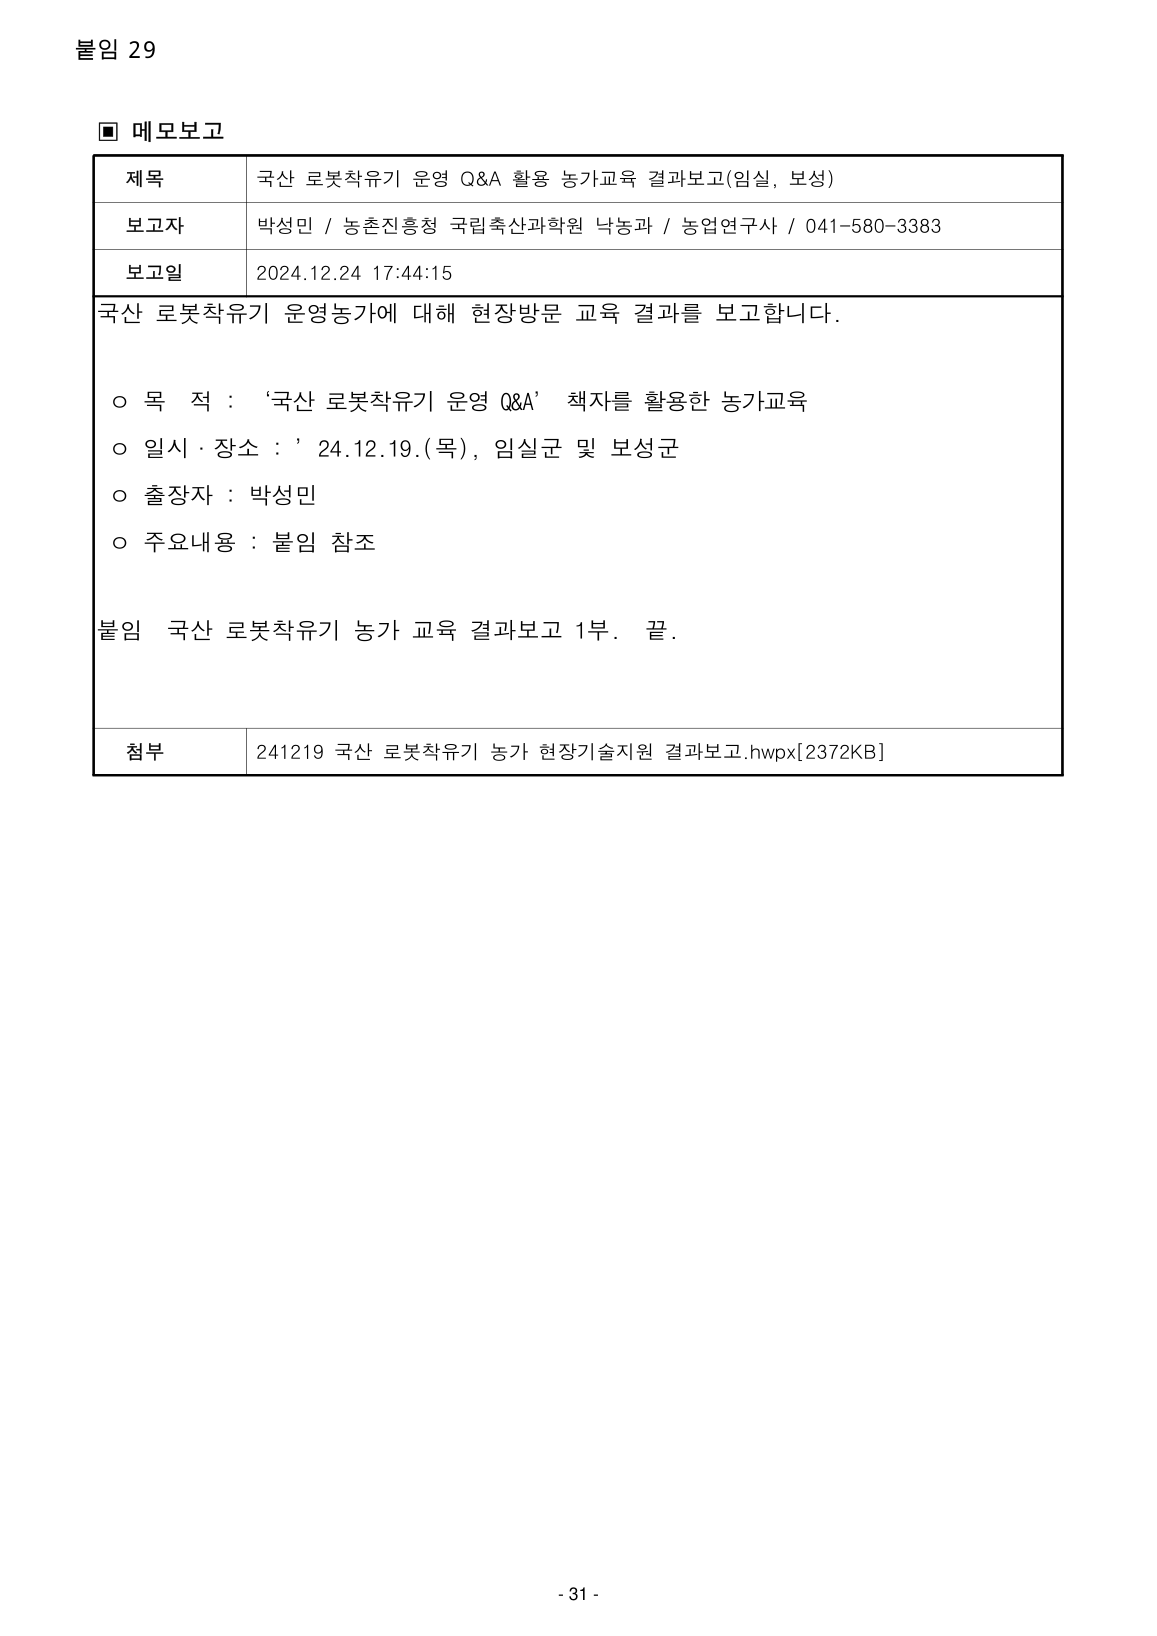 붙임 29
▣ 메모보고
제목 국산 로봇착유기 운영 Q&A 활용 농가교육 결과보고(임실, 보성)
보고자 박성민 / 농촌진흥청 국립축산과학원 낙농과 / 농업연구사 / 041-580-3383
보고일 2024.12.24 17:44:15
국산 로봇착유기 운영농가에 대해 현장방문 교육 결과를 보고합니다.
ㅇ 목 적 : ‘국산 로봇착유기 운영 Q&A’ 책자를 활용한 농가교육
ㅇ 일시·장소 : ’24.12.19.(목), 임실군 및 보성군
ㅇ 출장자 : 박성민
ㅇ 주요내용 : 붙임 참조
붙임 국산 로봇착유기 농가 교육 결과보고 1부. 끝.
첨부 241219 국산 로봇착유기 농가 현장기술지원 결과보고.hwpx[2372KB]
- 31 -